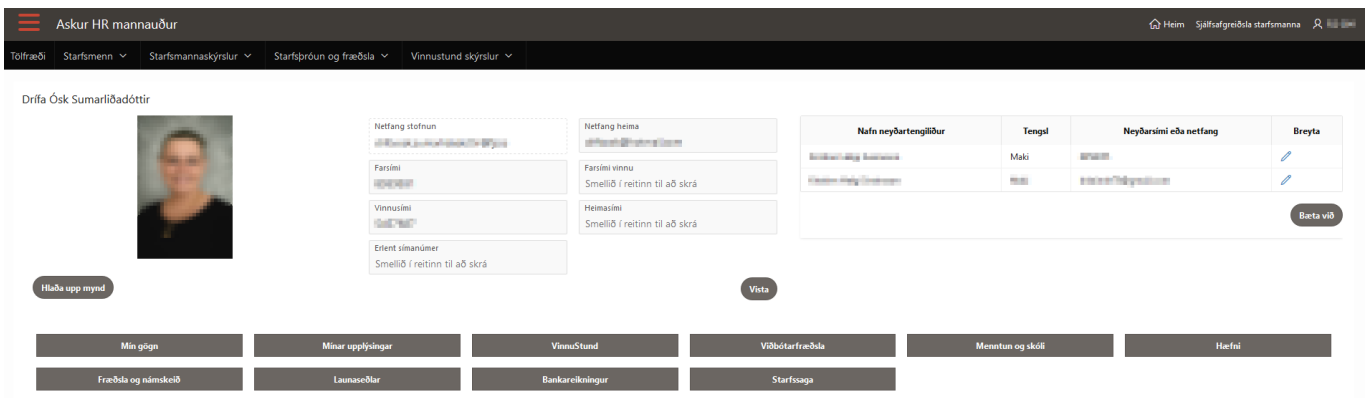 Askur HR mannauður
Heim Sjálfsafgreiðsla starfsmanna
Tölfræði Starfsmenn Starfsmannaskýrslur Starfsþróun og fræðsla Vinnustund skýrslur
Drífa Ósk Sumarliðadóttir
Netfang stofnun
Netfang heima
Farsími
Farsími vinnu
Smellið í reitinn til að skrá
Vinnusími
Heimasími
Smellið í reitinn til að skrá
Erlent símanúmer
Smellið í reitinn til að skrá
Hlaða upp mynd
Vista
Nafn neyðartengiliður Tengsl Neyðarsími eða netfang Breyta
Maki
Bæta við
Mín gögn Mínar upplýsingar VinnuStund Viðbótarfræðsla Menntun og skóli Hæfni
Fræðsla og námskeið Launaseðlar Bankareikningur Starfssaga